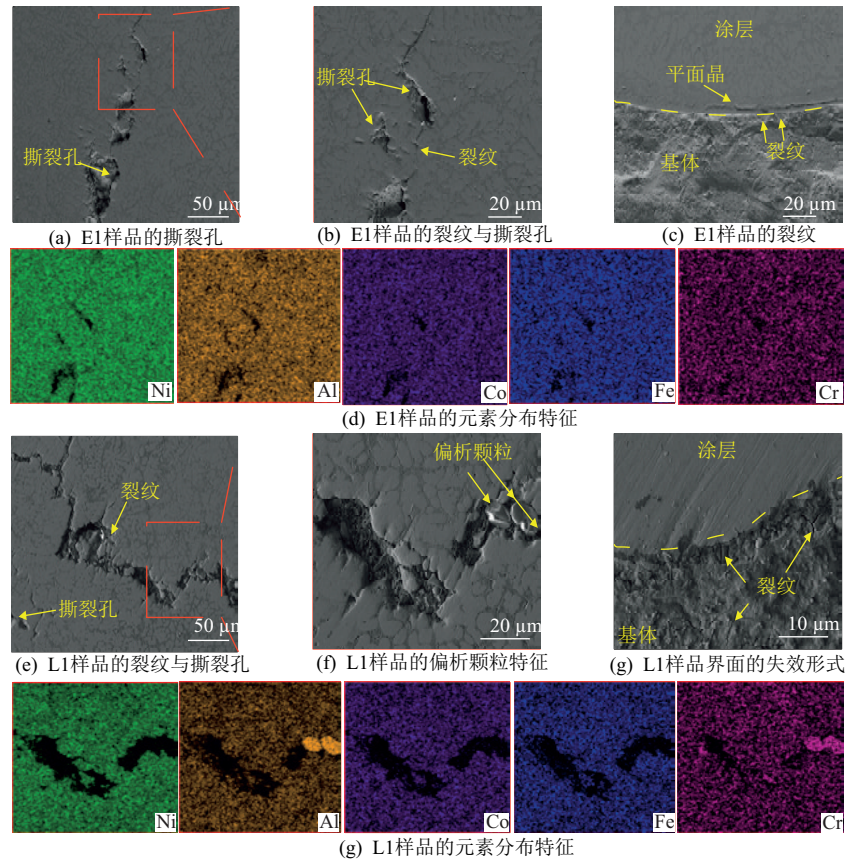 撕裂孔
50 μm
(a) E1样品的撕裂孔
撕裂孔
裂纹
20 μm
(b) E1样品的裂纹与撕裂孔
涂层
平面晶
裂纹
基体
20 μm
(c) E1样品的裂纹
Ni
Al
Co
Fe
Cr
(d) E1样品的元素分布特征
裂纹
撕裂孔
50 μm
(e) L1样品的裂纹与撕裂孔
偏析颗粒
20 μm
(f) L1样品的偏析颗粒特征
涂层
裂纹
基体
10 μm
(g) L1样品界面的失效形式
Ni
Al
Co
Fe
Cr
(g) L1样品的元素分布特征